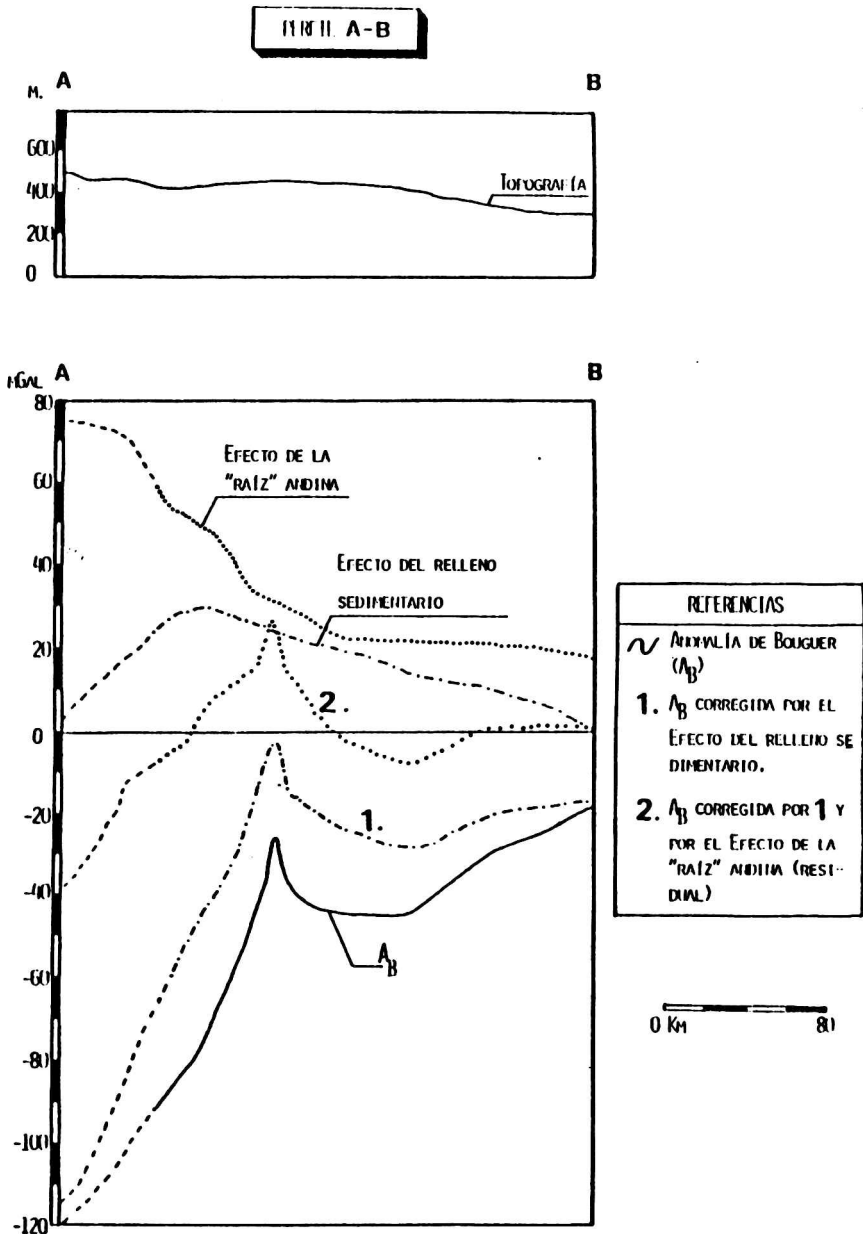 PERFIL A-B
A
B
M.
600
400
200
0
TOPOGRAFÍA
A
B
MGAL
80
60
40
20
0
-20
-40
-60
-80
-100
-120
EFECTO DE LA
"RAÍZ" ANDINA
EFECTO DEL RELLENO
SEDIMENTARIO
2.
1.
AB
REFERENCIAS
ANOMALÍA DE BOUGUER
(AB)
1. AB CORREGIDA POR EL
EFECTO DEL RELLENO SE
DIMENTARIO.
2. AB CORREGIDA POR 1 Y
POR EL EFECTO DE LA
"RAÍZ" ANDINA (RESI-
DUAL)
0 KM 80